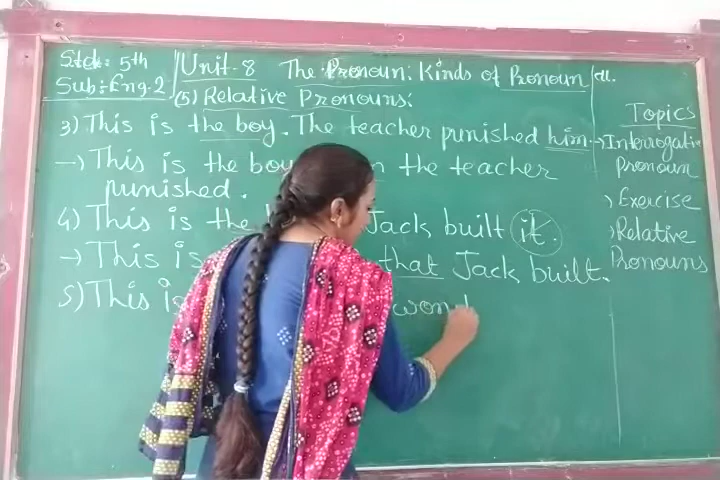 Std: 5th
Sub:-Eng.2
Unit-8 The Pronoun: Kinds of Pronoun
(5) Relative Pronouns:
3) This is the boy. The teacher punished him.
→ This is the boy the teacher
punished.
4) This is the Jack built it.
→ This is that Jack built.
5) This is
Topics
→ Interrogative
Pronoun
→ Exercise
→ Relative
Pronouns